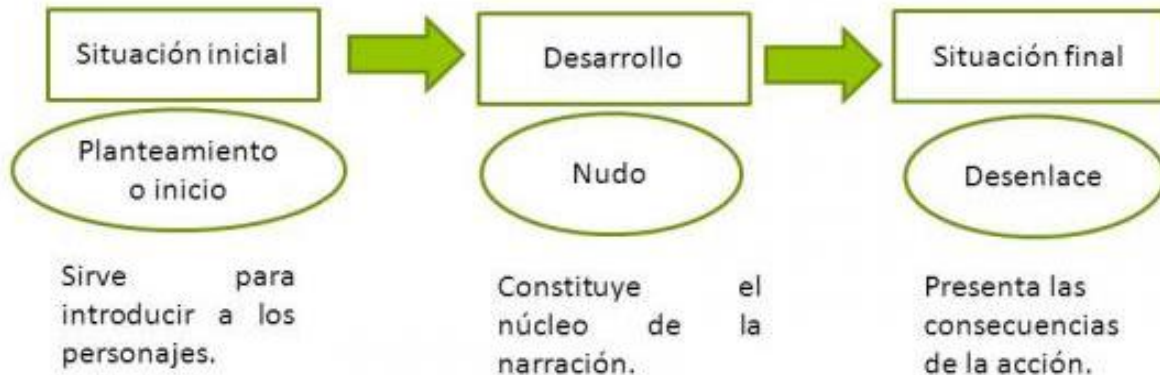 Situación inicial
Desarrollo
Situación final
Planteamiento
o inicio
Nudo
Desenlace
Sirve para
introducir a los
personajes.
Constituye el
núcleo de la
narración.
Presenta las
consecuencias
de la acción.